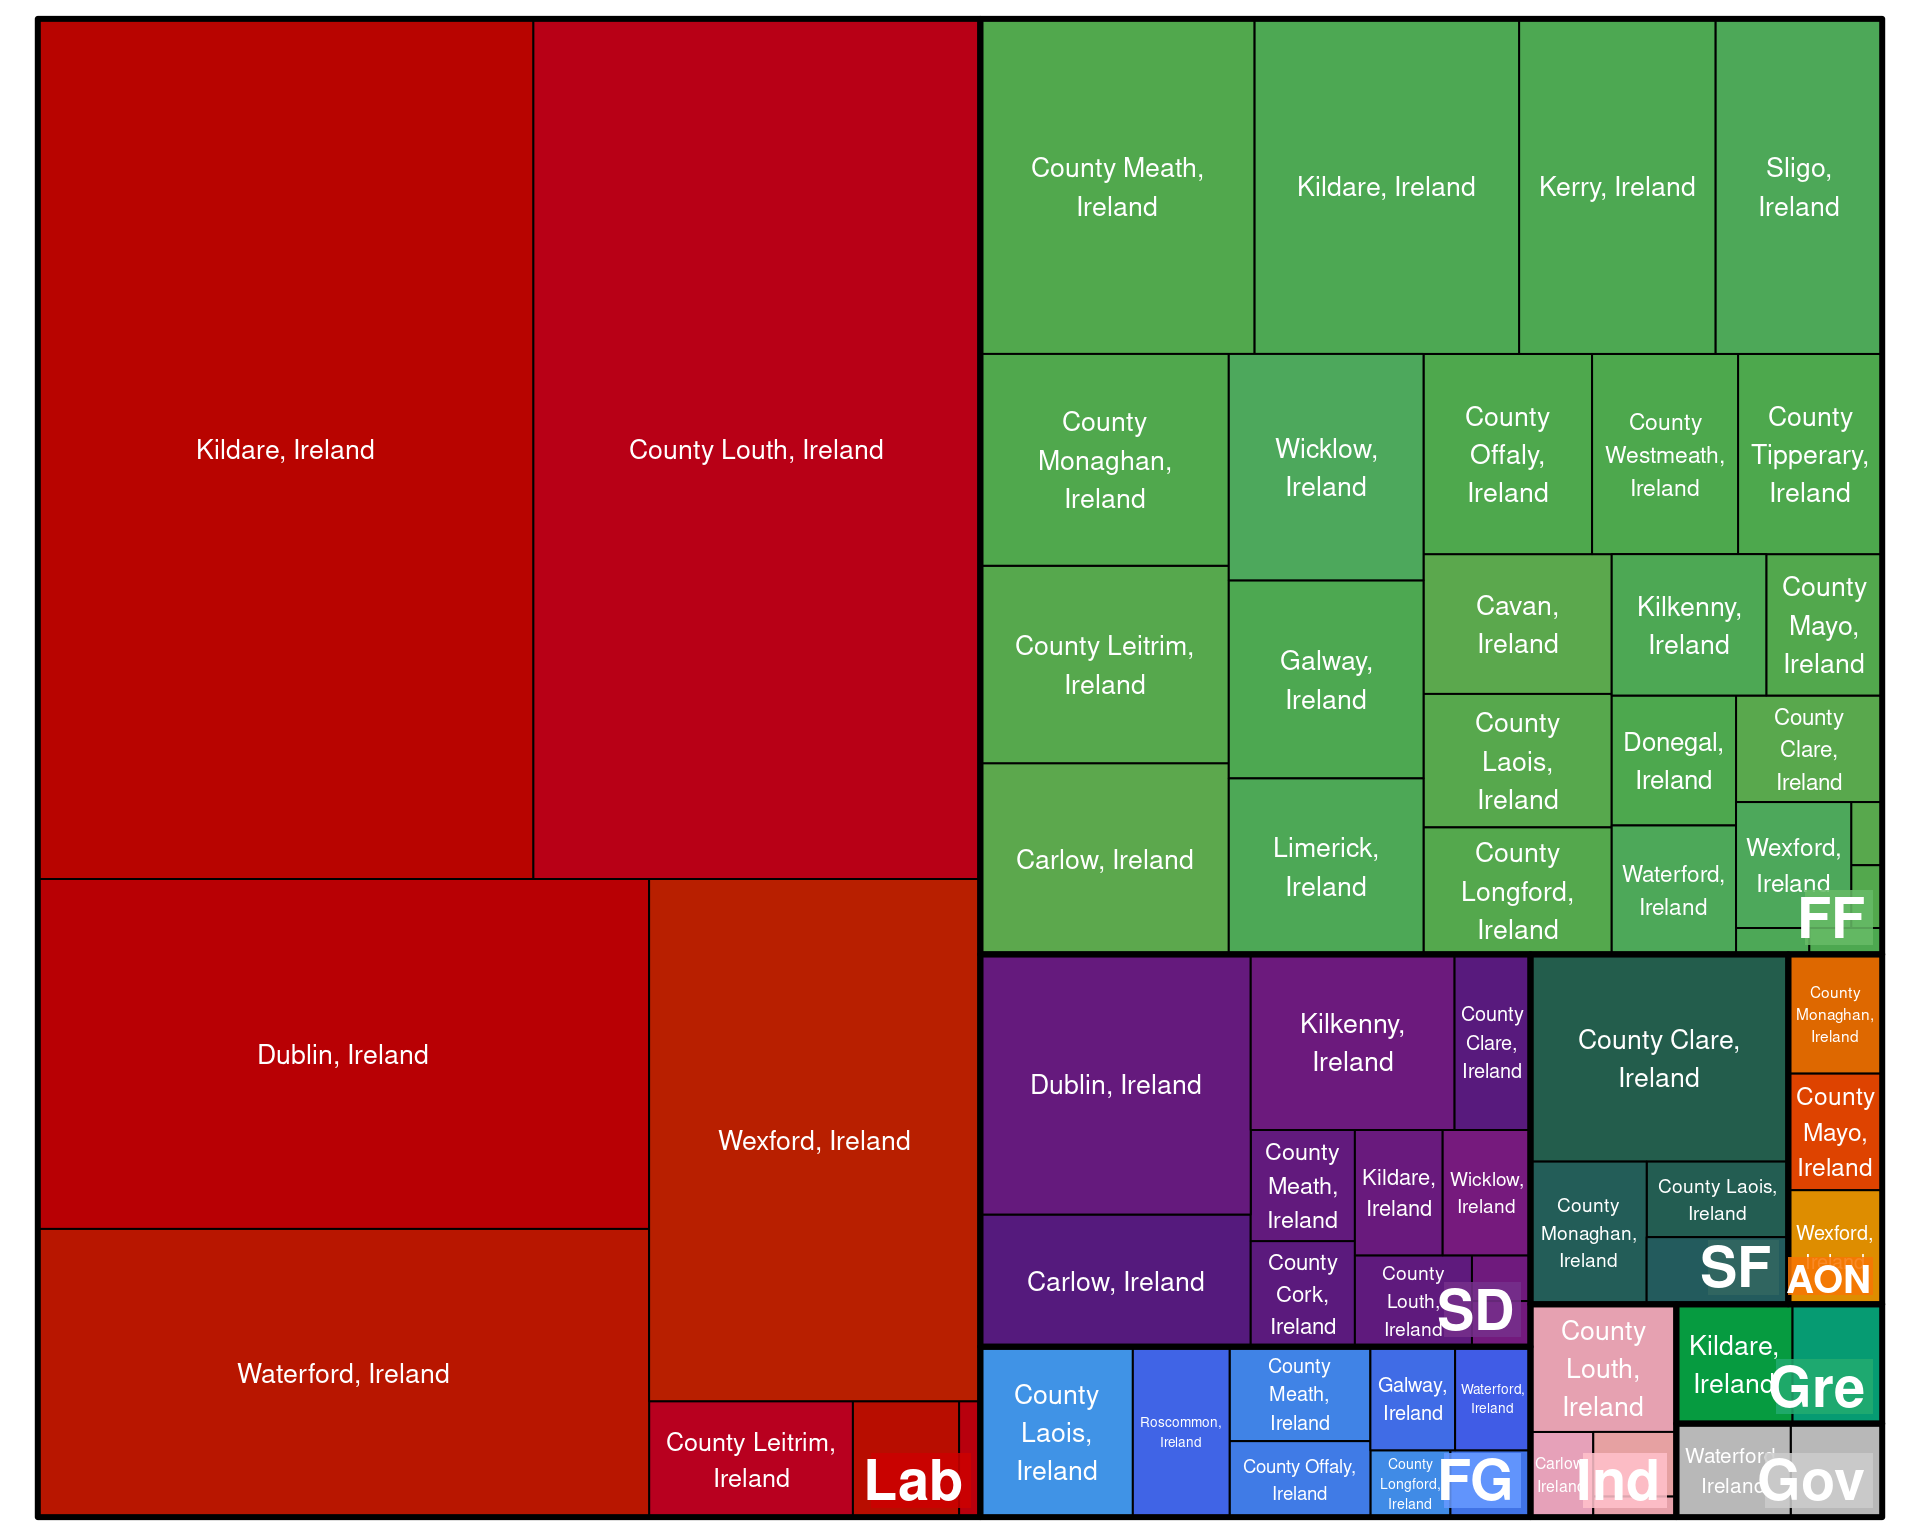 Kildare, Ireland
County Louth, Ireland
Dublin, Ireland
Waterford, Ireland
Wexford, Ireland
County Leitrim,
Ireland
Lab
County Meath,
Ireland
Kildare, Ireland
Kerry, Ireland
Sligo,
Ireland
County
Monaghan,
Ireland
County Leitrim,
Ireland
Carlow, Ireland
Wicklow,
Ireland
Galway,
Ireland
Limerick,
Ireland
County
Offaly,
Ireland
County
Westmeath,
Ireland
County
Tipperary,
Ireland
Cavan,
Ireland
County
Laois,
Ireland
County
Longford,
Ireland
Kilkenny,
Ireland
County
Mayo,
Ireland
Donegal,
Ireland
Waterford,
Ireland
County
Clare,
Ireland
Wexford,
Ireland
FF
Dublin, Ireland
Carlow, Ireland
Kilkenny,
Ireland
County
Clare,
Ireland
County
Meath,
Ireland
County
Cork,
Ireland
Kildare,
Ireland
Wicklow,
Ireland
County
Louth,
Ireland
SD
County Clare,
Ireland
County
Monaghan,
Ireland
County Laois,
Ireland
SF
County
Monaghan,
Ireland
County
Mayo,
Ireland
Wexford,
Ireland
AON
County
Laois,
Ireland
Roscommon,
Ireland
County
Meath,
Ireland
County Offaly,
Ireland
Galway,
Ireland
Waterford,
Ireland
County
Longford,
Ireland
FG
County
Louth,
Ireland
Carlow,
Ireland
Ind
Kildare,
Ireland
Gre
Waterford,
Ireland
Gov